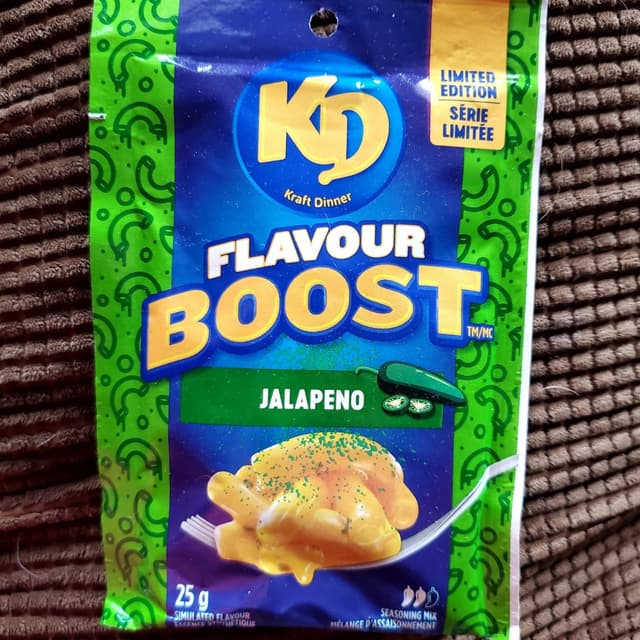 LIMITED
EDITION
SÉRIE
LIMITÉE
KD
Kraft Dinner
FLAVOUR
BOOST TM/MC
JALAPENO
25 g
SIMULATED FLAVOUR
SEASONING MIX
MÉLANGE D'ASSAISONNEMENT